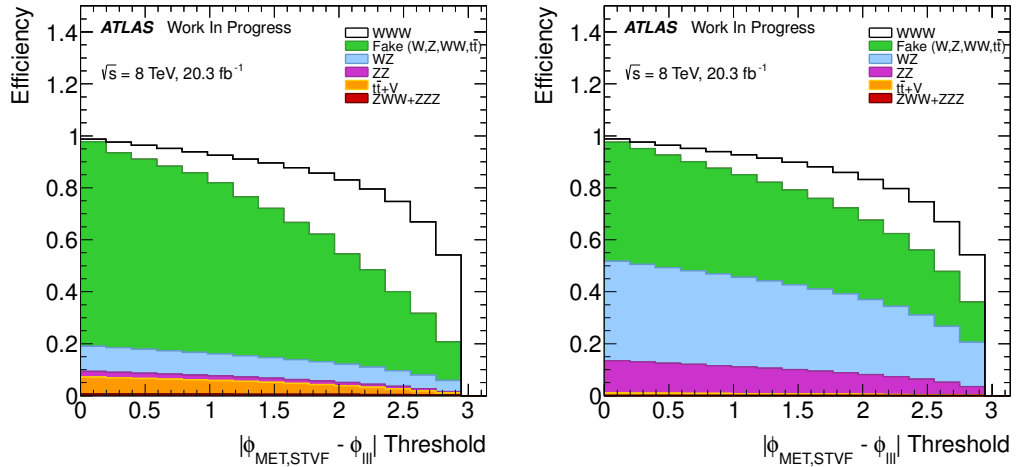 Efficiency
1.4
1.2
1
0.8
0.6
0.4
0.2
0
ATLAS Work In Progress
√s = 8 TeV, 20.3 fb⁻¹
WWW
Fake (W,Z,WW,tt̄)
WZ
ZZ
tt̄+V
ZWW+ZZZ
0 0.5 1 1.5 2 2.5 3
|ϕMET,STVF - ϕlll| Threshold
Efficiency
1.4
1.2
1
0.8
0.6
0.4
0.2
0
ATLAS Work In Progress
√s = 8 TeV, 20.3 fb⁻¹
WWW
Fake (W,Z,WW,tt̄)
WZ
ZZ
tt̄+V
ZWW+ZZZ
0 0.5 1 1.5 2 2.5 3
|ϕMET,STVF - ϕlll| Threshold